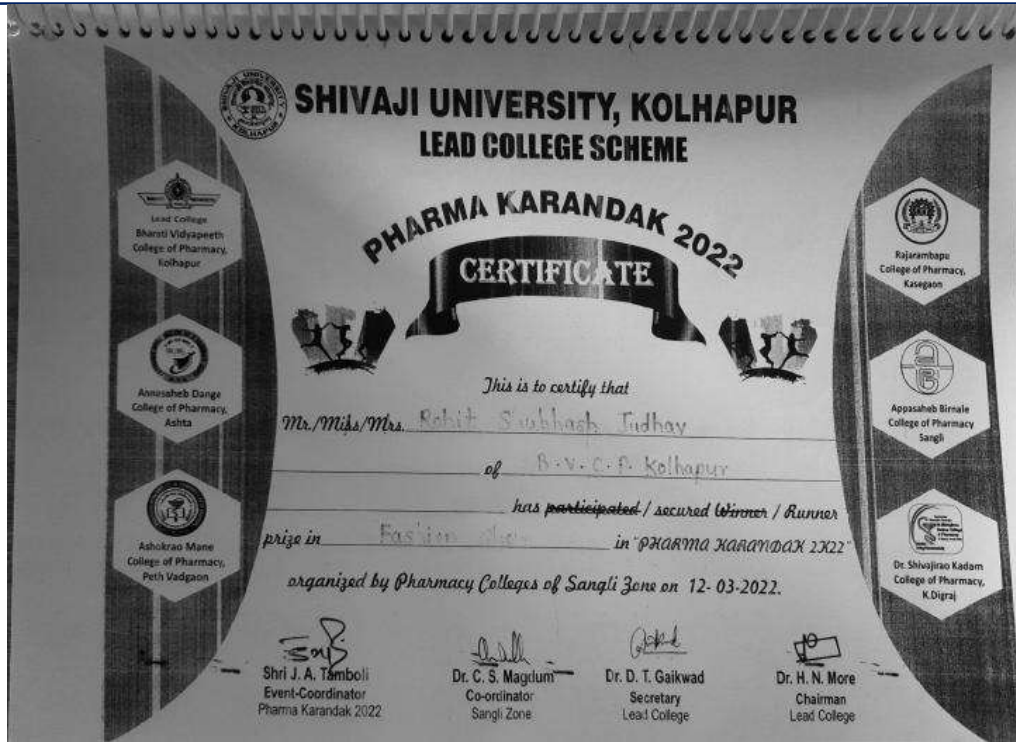 SHIVAJI UNIVERSITY, KOLHAPUR
LEAD COLLEGE SCHEME
PHARMA KARANDAK 2022
CERTIFICATE
Lead College
Bharati Vidyapeeth
College of Pharmacy,
Kolhapur
Annasaheb Dange
College of Pharmacy,
Ashta
Ashokrao Mane
College of Pharmacy,
Peth Vadgaon
Rajarambapu
College of Pharmacy,
Kasegaon
Appasaheb Birnale
College of Pharmacy
Sangli
Dr. Shivajirao Kadam
College of Pharmacy,
K.Digraj
This is to certify that
Mr./Miss/Mrs. Rohit Subhash Jadhav
of B.V.C.P. Kolhapur
has participated / secured Winner / Runner
prize in Fashion Show in "PHARMA KARANDAK 2K22"
organized by Pharmacy Colleges of Sangli Zone on 12-03-2022.
Shri J. A. Tamboli
Event-Coordinator
Pharma Karandak 2022
Dr. C. S. Magdum
Co-ordinator
Sangli Zone
Dr. D. T. Gaikwad
Secretary
Lead College
Dr. H. N. More
Chairman
Lead College